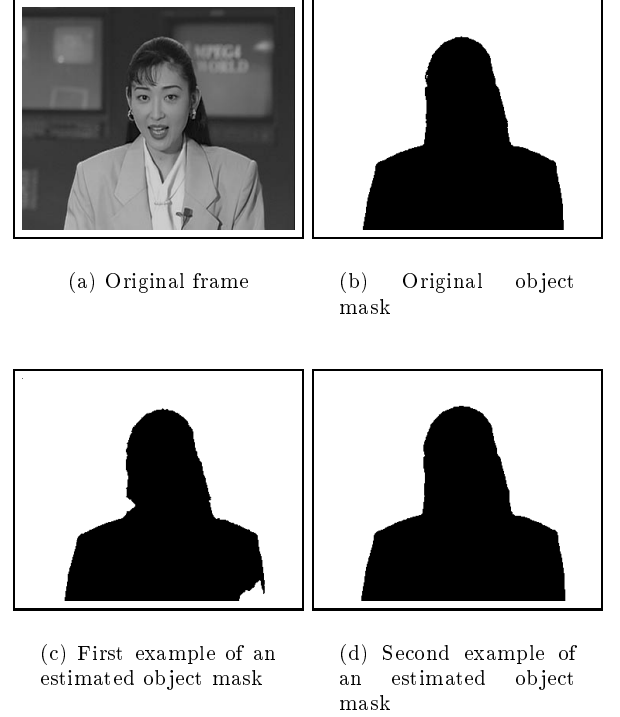 MPEG4
WORLD
(a) Original frame
(b) Original object
mask
(c) First example of an
estimated object mask
(d) Second example of
an estimated object
mask